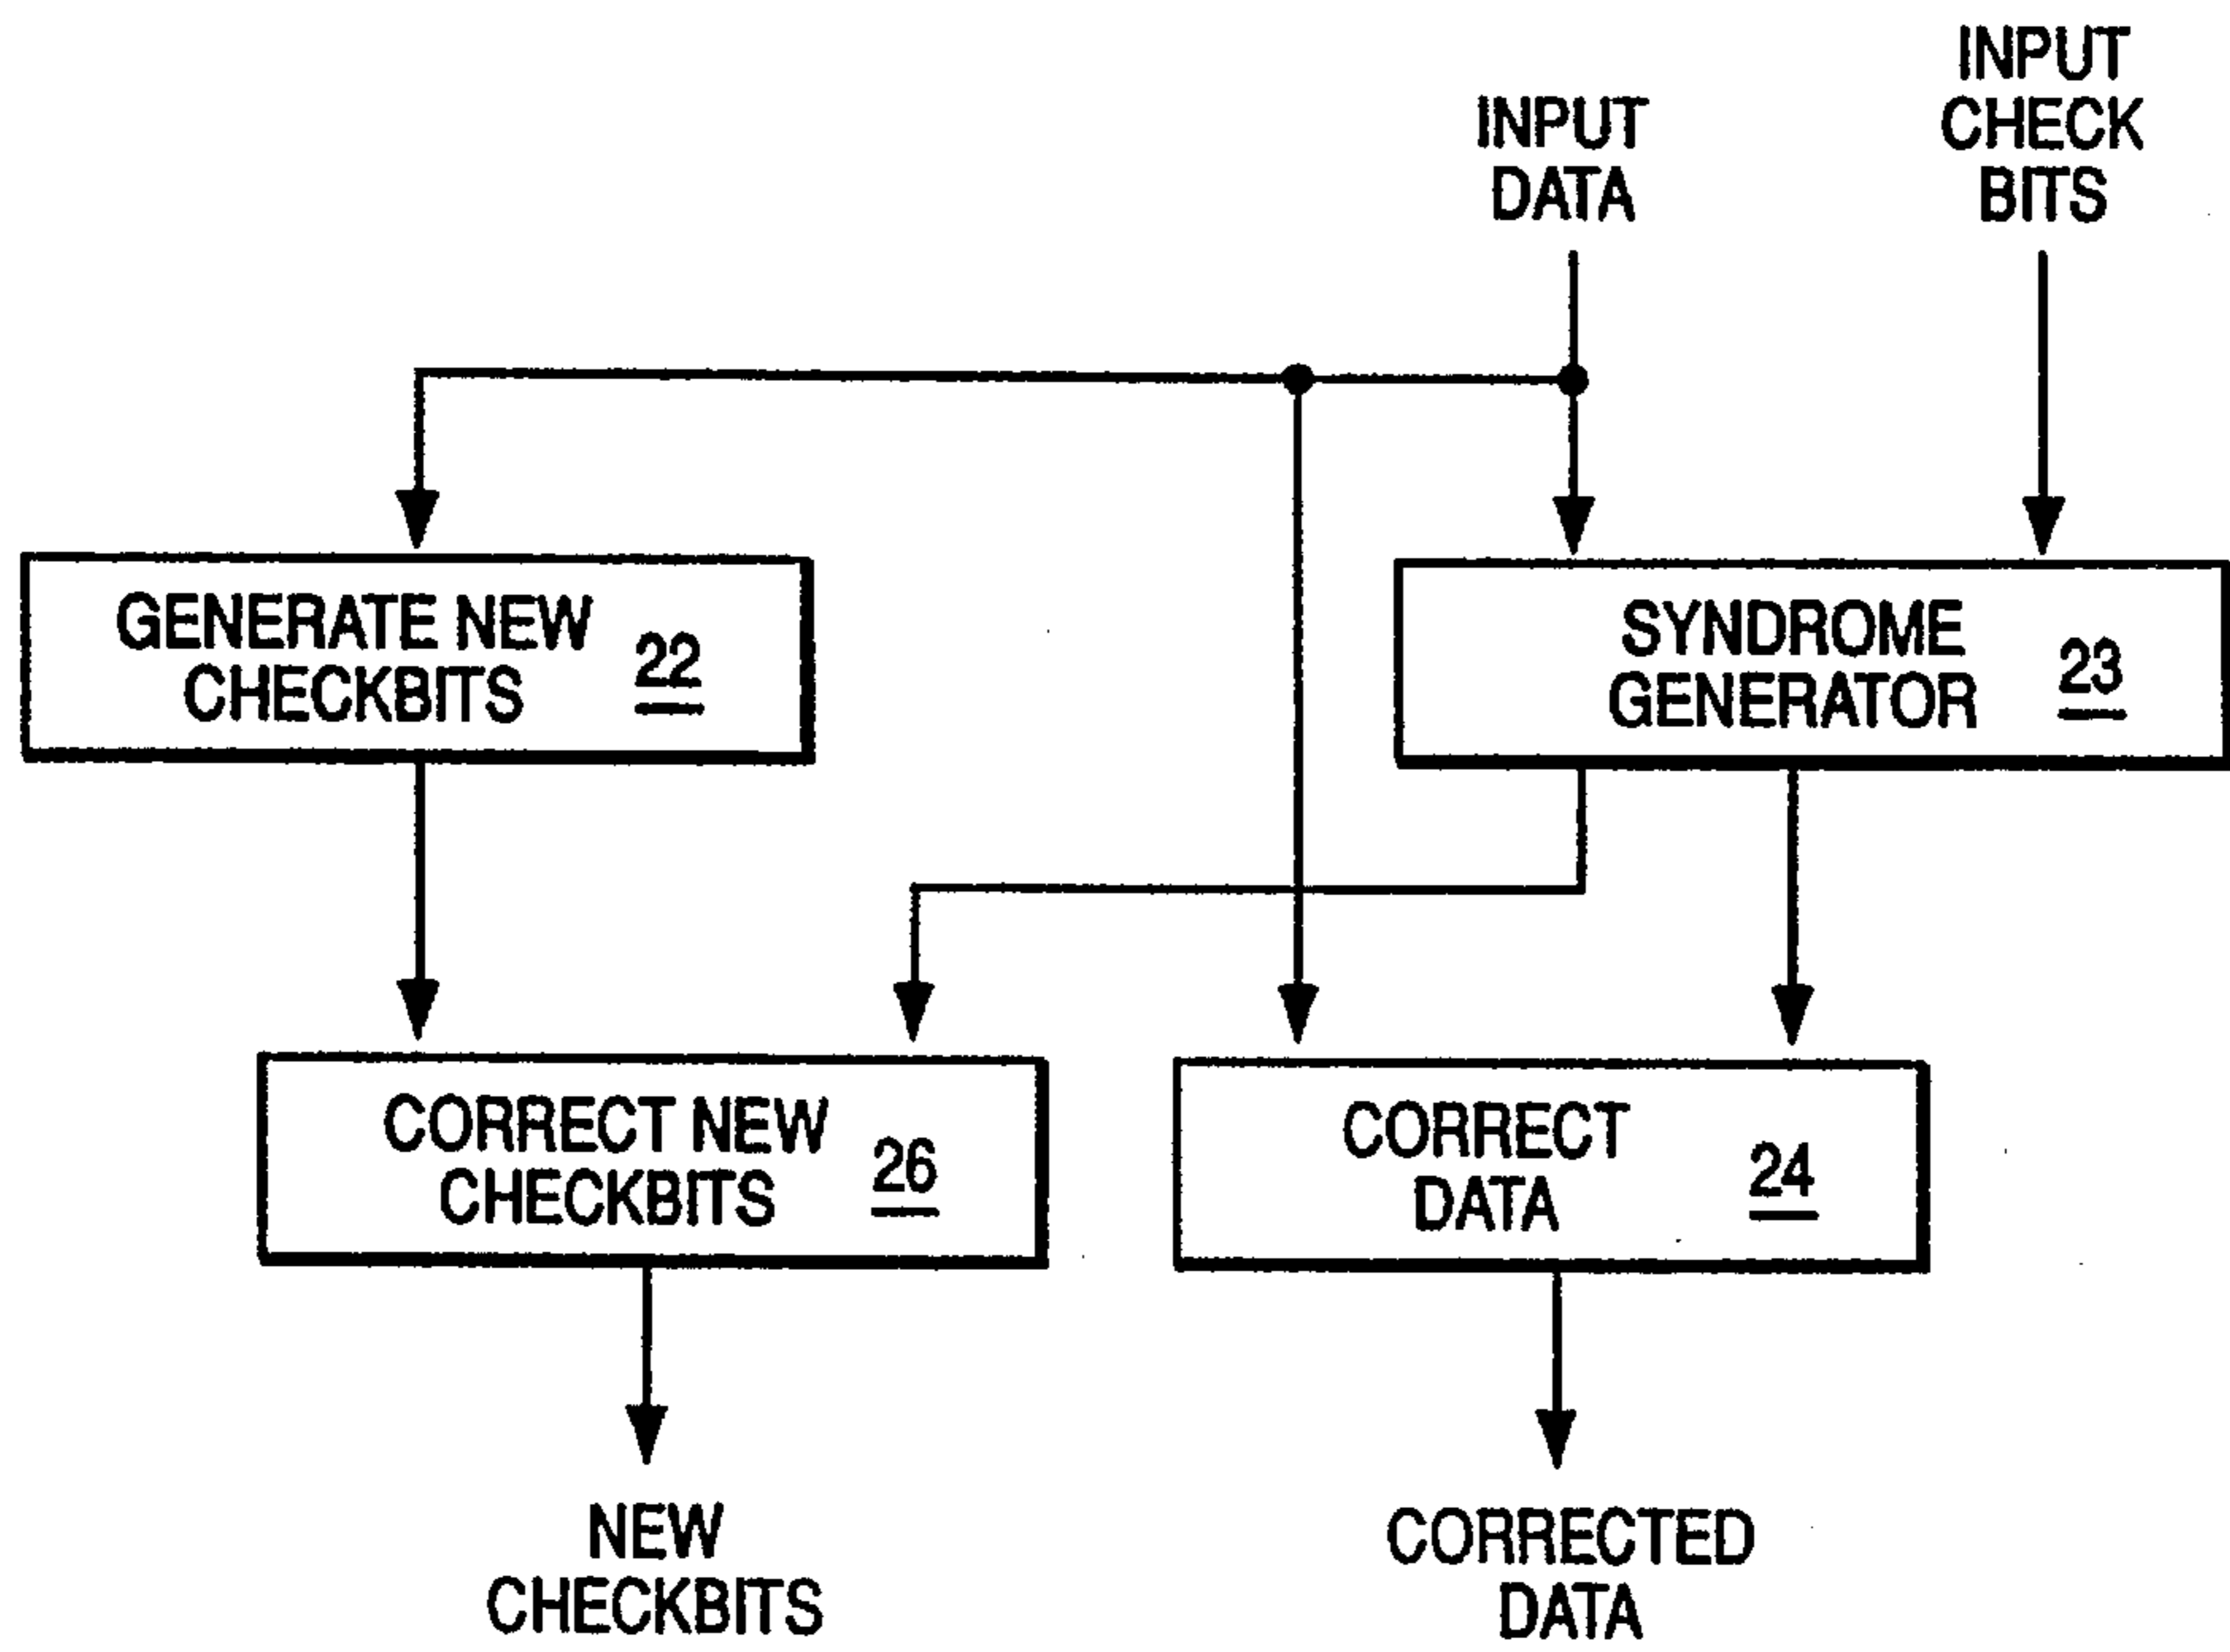 INPUT
CHECK
BITS
INPUT
DATA
GENERATE NEW
CHECKBITS
22
SYNDROME
GENERATOR
23
CORRECT NEW
CHECKBITS
26
CORRECT
DATA
24
NEW
CHECKBITS
CORRECTED
DATA